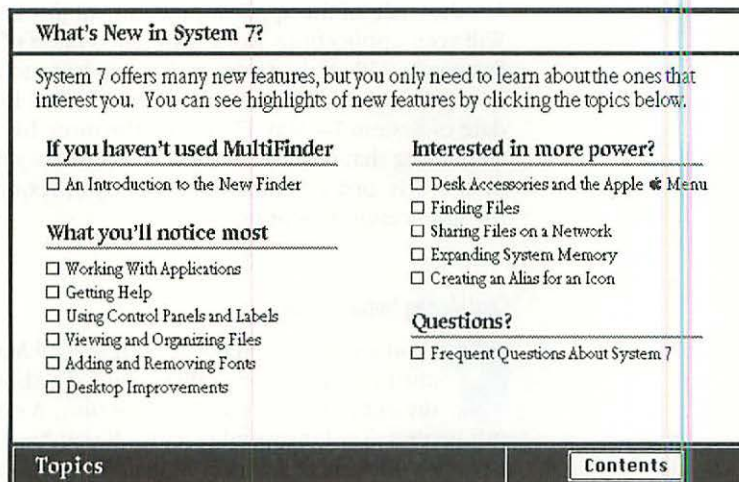 What's New in System 7?
System 7 offers many new features, but you only need to learn about the ones that
interest you. You can see highlights of new features by clicking the topics below.
If you haven't used MultiFinder
☐ An Introduction to the New Finder
What you'll notice most
☐ Working With Applications
☐ Getting Help
☐ Using Control Panels and Labels
☐ Viewing and Organizing Files
☐ Adding and Removing Fonts
☐ Desktop Improvements
Interested in more power?
☐ Desk Accessories and the Apple  Menu
☐ Finding Files
☐ Sharing Files on a Network
☐ Expanding System Memory
☐ Creating an Alias for an Icon
Questions?
☐ Frequent Questions About System 7
Topics
Contents